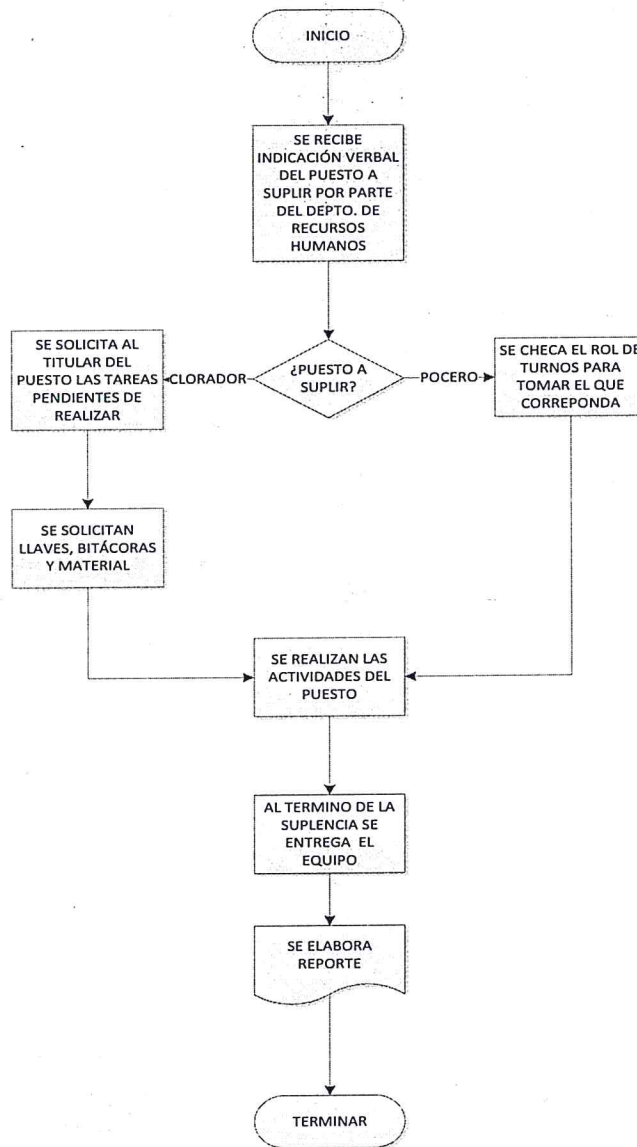 INICIO
SE RECIBE
INDICACIÓN VERBAL
DEL PUESTO A
SUPLIR POR PARTE
DEL DEPTO. DE
RECURSOS
HUMANOS
¿PUESTO A
SUPLIR?
CLORADOR
SE SOLICITA AL
TITULAR DEL
PUESTO LAS TAREAS
PENDIENTES DE
REALIZAR
SE SOLICITAN
LLAVES, BITÁCORAS
Y MATERIAL
POCERO
SE CHECA EL ROL DE
TURNOS PARA
TOMAR EL QUE
CORREPONDA
SE REALIZAN LAS
ACTIVIDADES DEL
PUESTO
AL TERMINO DE LA
SUPLENCIA SE
ENTREGA EL
EQUIPO
SE ELABORA
REPORTE
TERMINAR